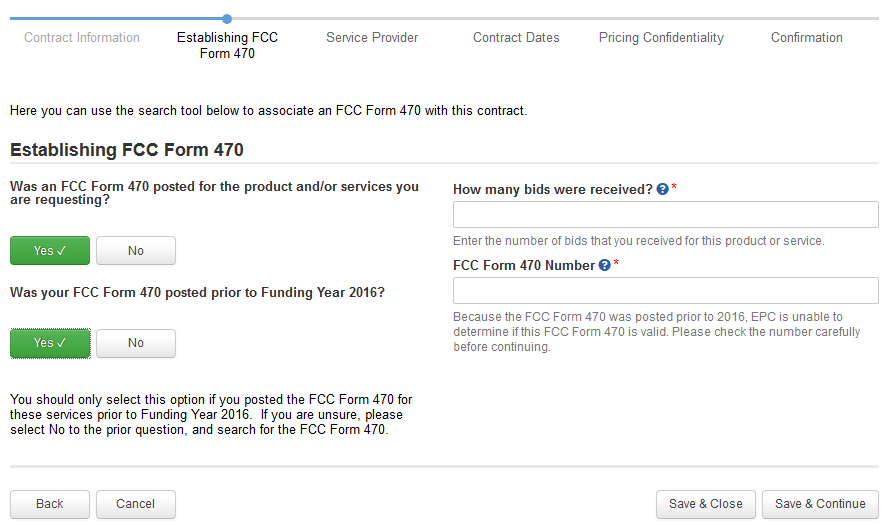 Contract Information
Establishing FCC
Form 470
Service Provider
Contract Dates
Pricing Confidentiality
Confirmation
Here you can use the search tool below to associate an FCC Form 470 with this contract.
Establishing FCC Form 470
Was an FCC Form 470 posted for the product and/or services you
are requesting?
Yes ✓
No
Was your FCC Form 470 posted prior to Funding Year 2016?
Yes ✓
No
You should only select this option if you posted the FCC Form 470 for
these services prior to Funding Year 2016.  If you are unsure, please
select No to the prior question, and search for the FCC Form 470.
How many bids were received? ? *
Enter the number of bids that you received for this product or service.
FCC Form 470 Number ? *
Because the FCC Form 470 was posted prior to 2016, EPC is unable to
determine if this FCC Form 470 is valid. Please check the number carefully
before continuing.
Back
Cancel
Save & Close
Save & Continue